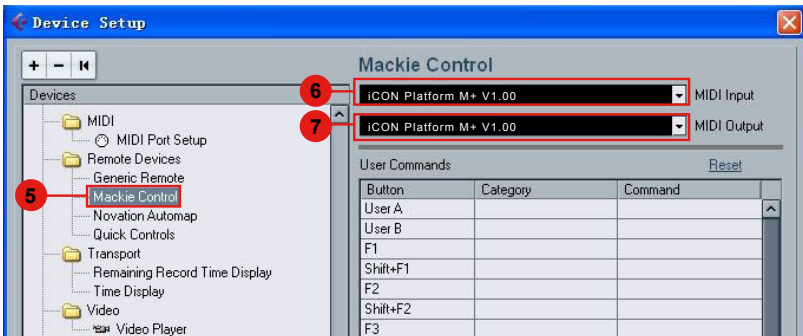 Device Setup
+ −
Devices
MIDI
MIDI Port Setup
Remote Devices
Generic Remote
5
Mackie Control
Novation Automap
Quick Controls
Transport
Remaining Record Time Display
Time Display
Video
Video Player
Mackie Control
6
iCON Platform M+ V1.00
MIDI Input
7
iCON Platform M+ V1.00
MIDI Output
User Commands
Reset
Button Category Command
User A
User B
F1
Shift+F1
F2
Shift+F2
F3